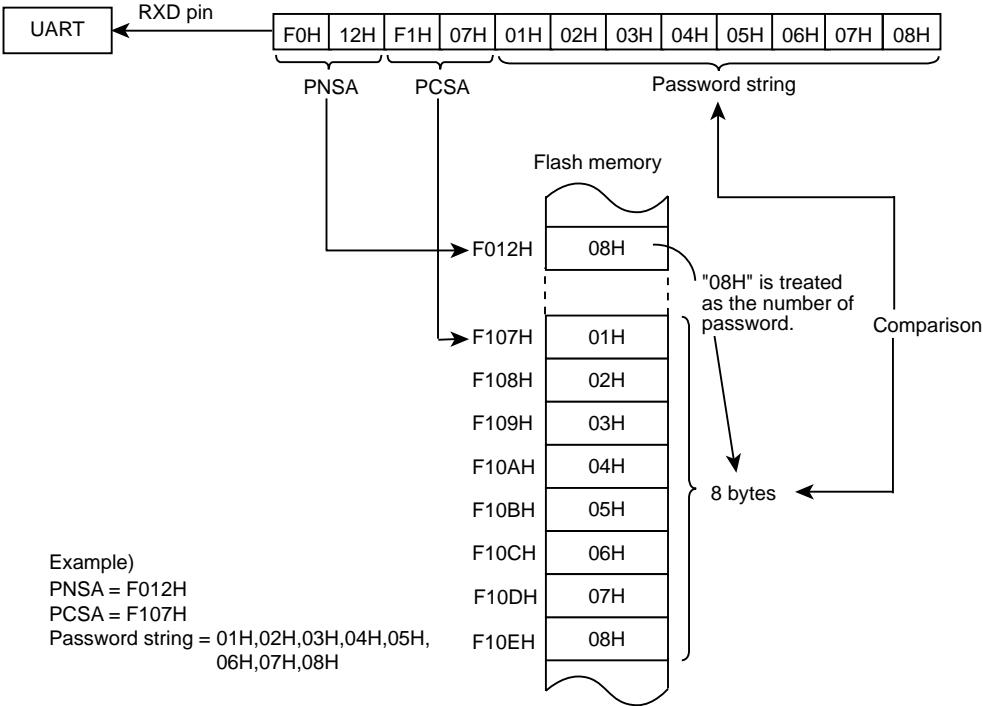 UART
RXD pin
F0H 12H F1H 07H 01H 02H 03H 04H 05H 06H 07H 08H
PNSA PCSA Password string
Flash memory
F012H 08H
"08H" is treated
as the number of
password.
Comparison
F107H 01H
F108H 02H
F109H 03H
F10AH 04H
8 bytes
F10BH 05H
F10CH 06H
F10DH 07H
F10EH 08H
Example)
PNSA = F012H
PCSA = F107H
Password string = 01H,02H,03H,04H,05H,
06H,07H,08H